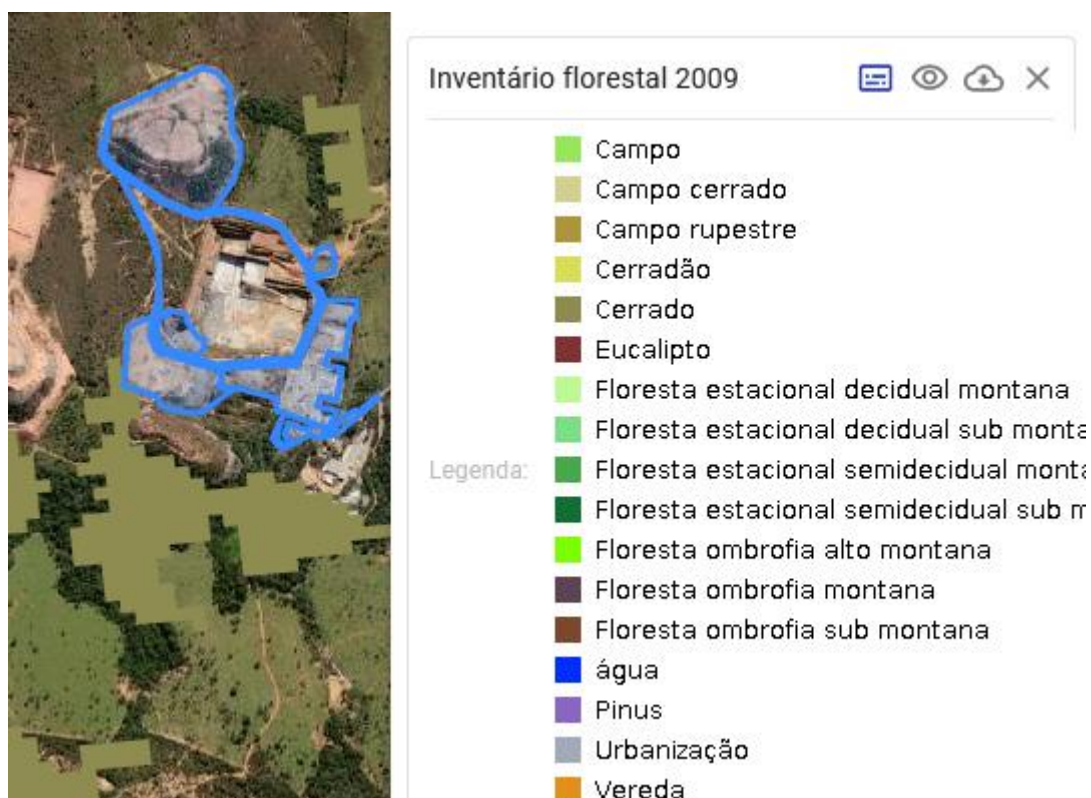 Inventário florestal 2009
Campo
Campo cerrado
Campo rupestre
Cerradão
Cerrado
Eucalipto
Floresta estacional decidual montana
Floresta estacional decidual sub monta
Legenda:
Floresta estacional semidecidual monta
Floresta estacional semidecidual sub m
Floresta ombrofia alto montana
Floresta ombrofia montana
Floresta ombrofia sub montana
água
Pinus
Urbanização
Vereda